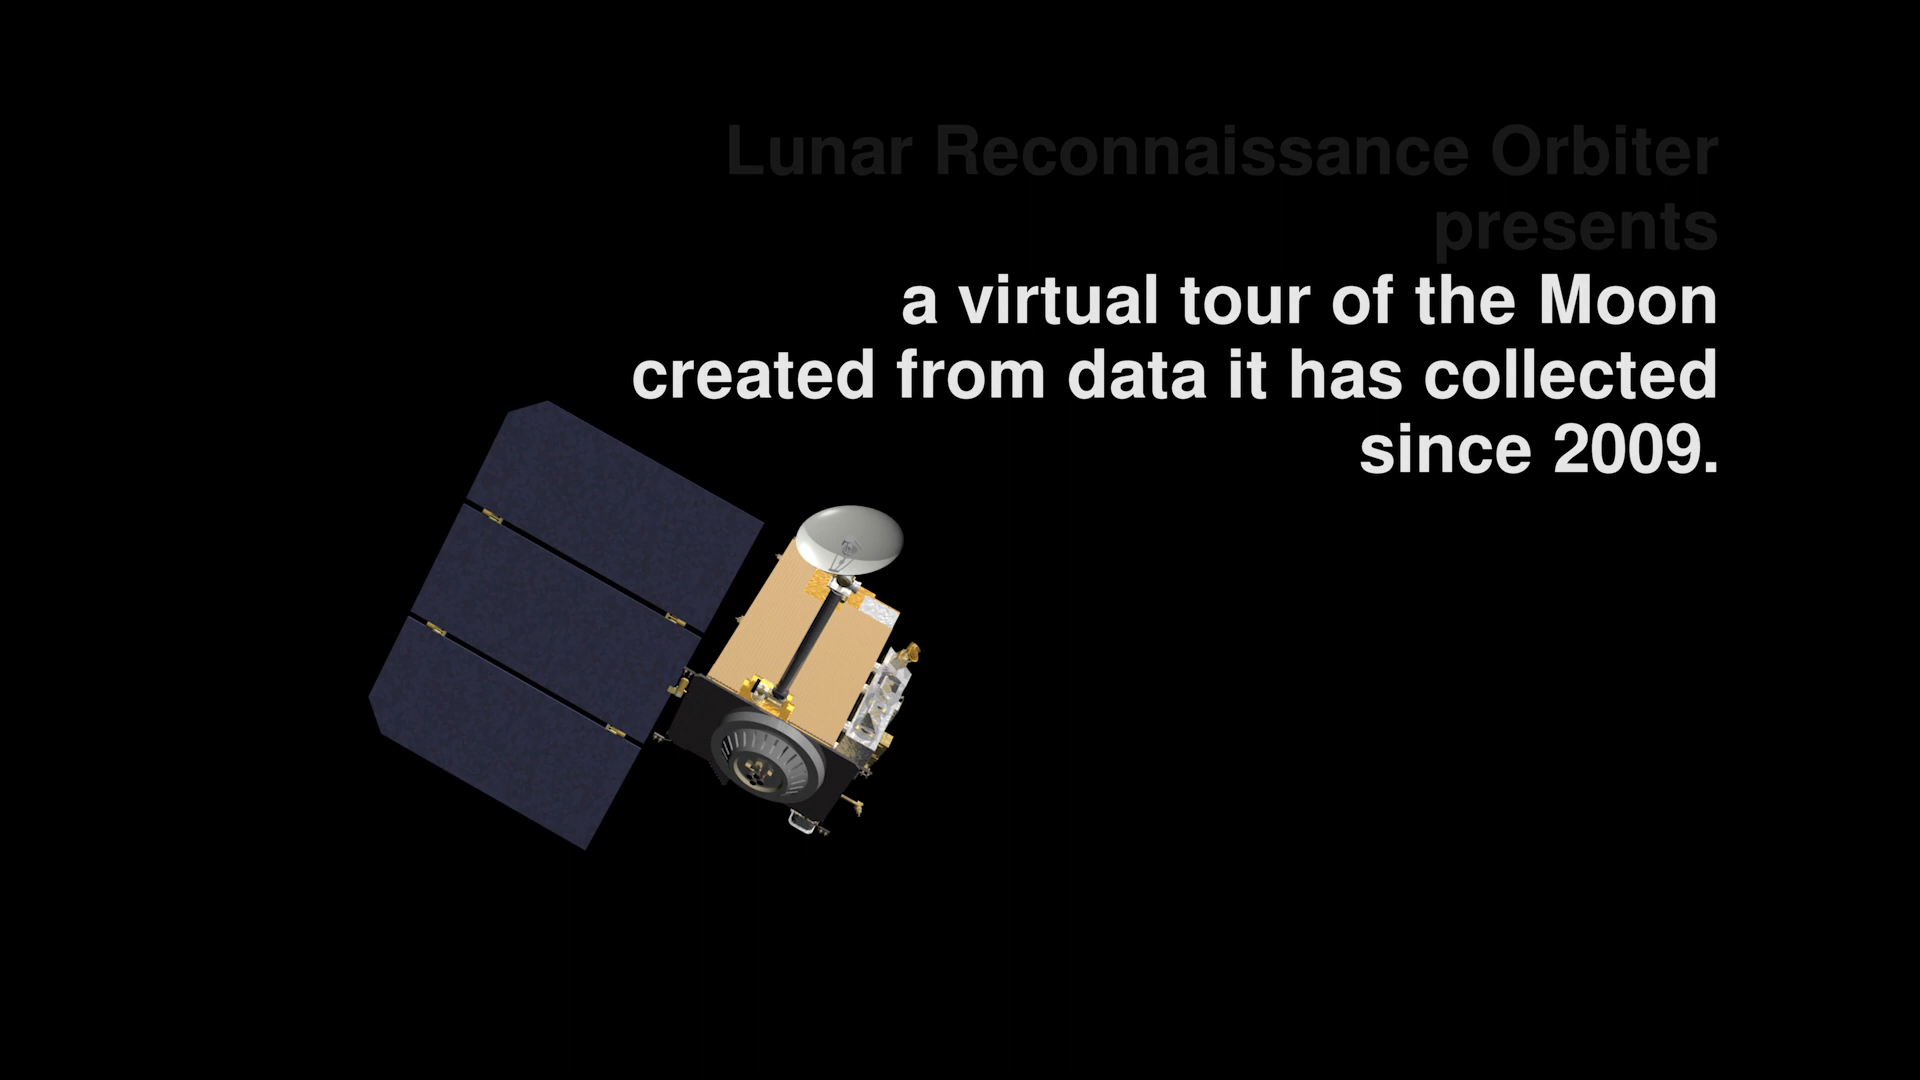 Lunar Reconnaissance Orbiter
presents
a virtual tour of the Moon
created from data it has collected
since 2009.